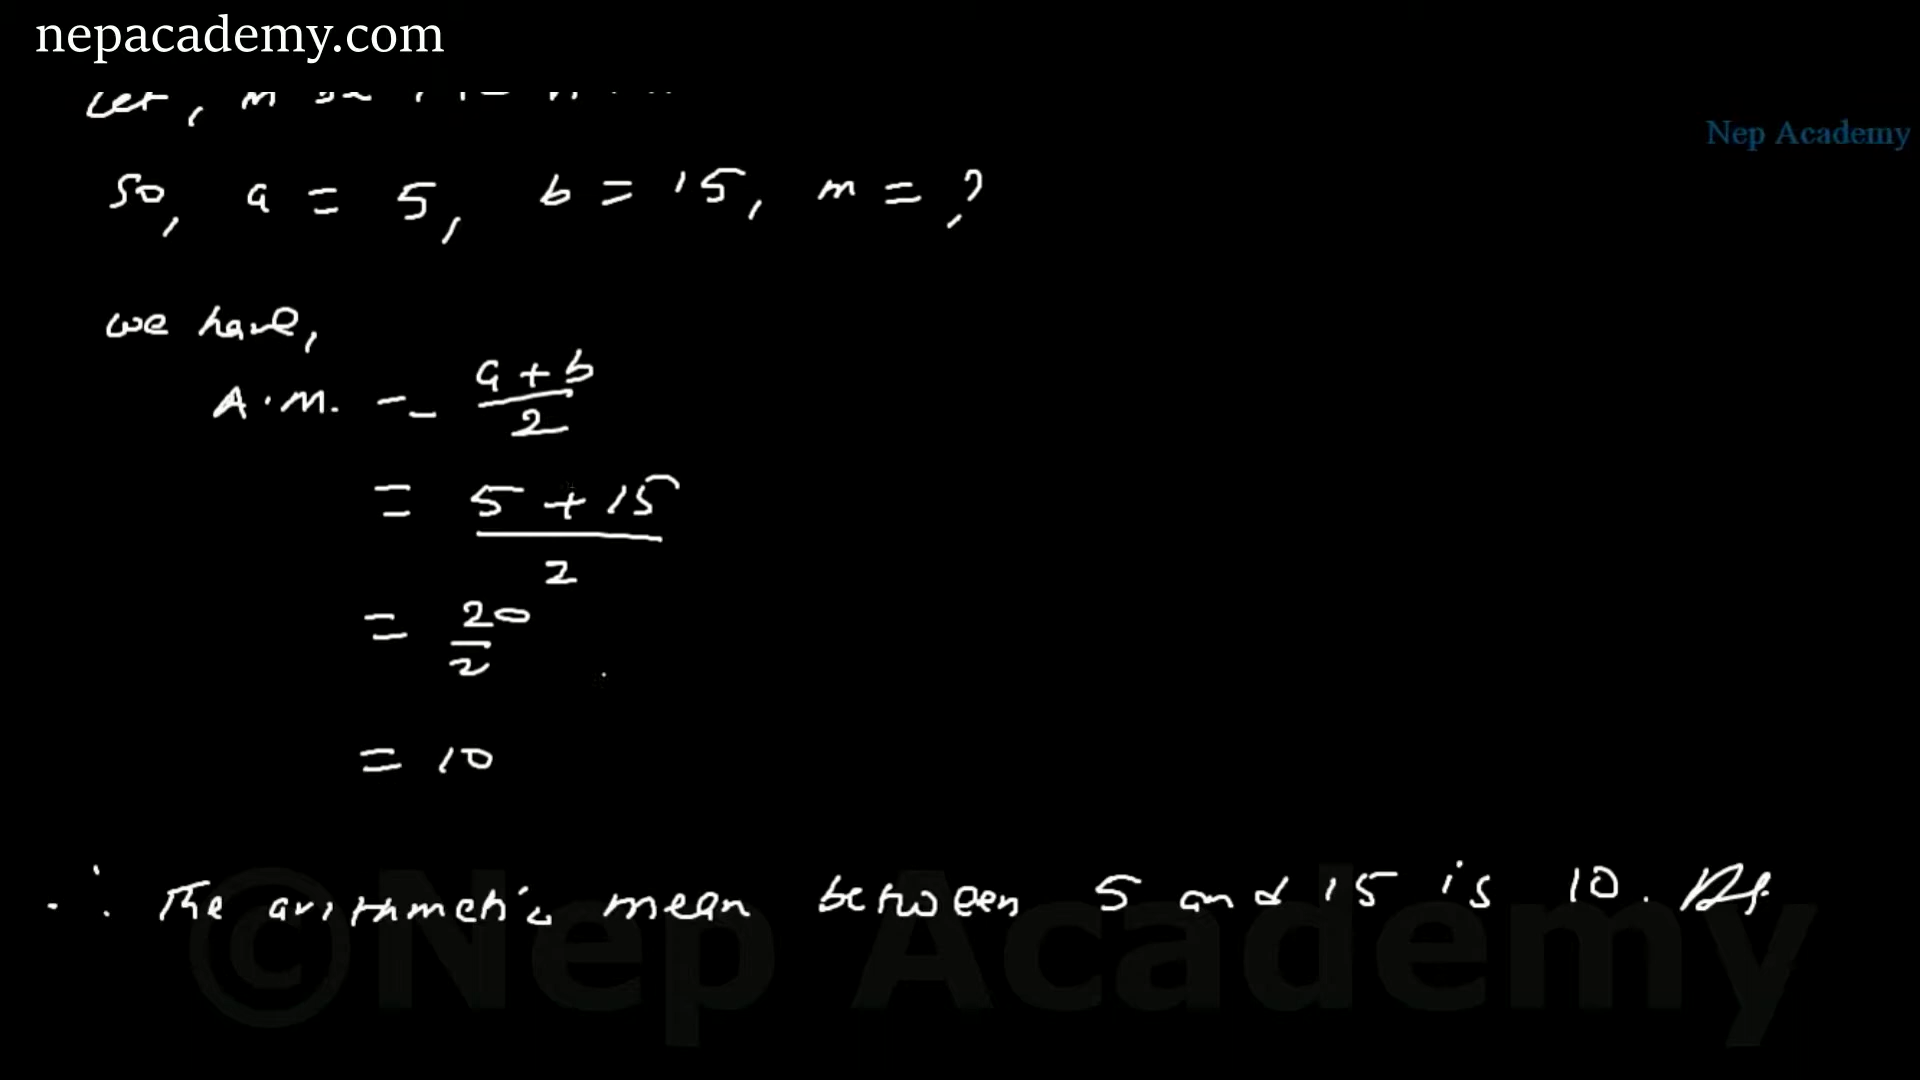 nepacademy.com
Let, m
Nep Academy
So, a = 5, b = 15, m = ?
we have,
A.M. = a + b / 2
= 5 + 15 / 2
= 20 / 2
= 10
∴ The arithmetic mean between 5 and 15 is 10.
©Nep Academy